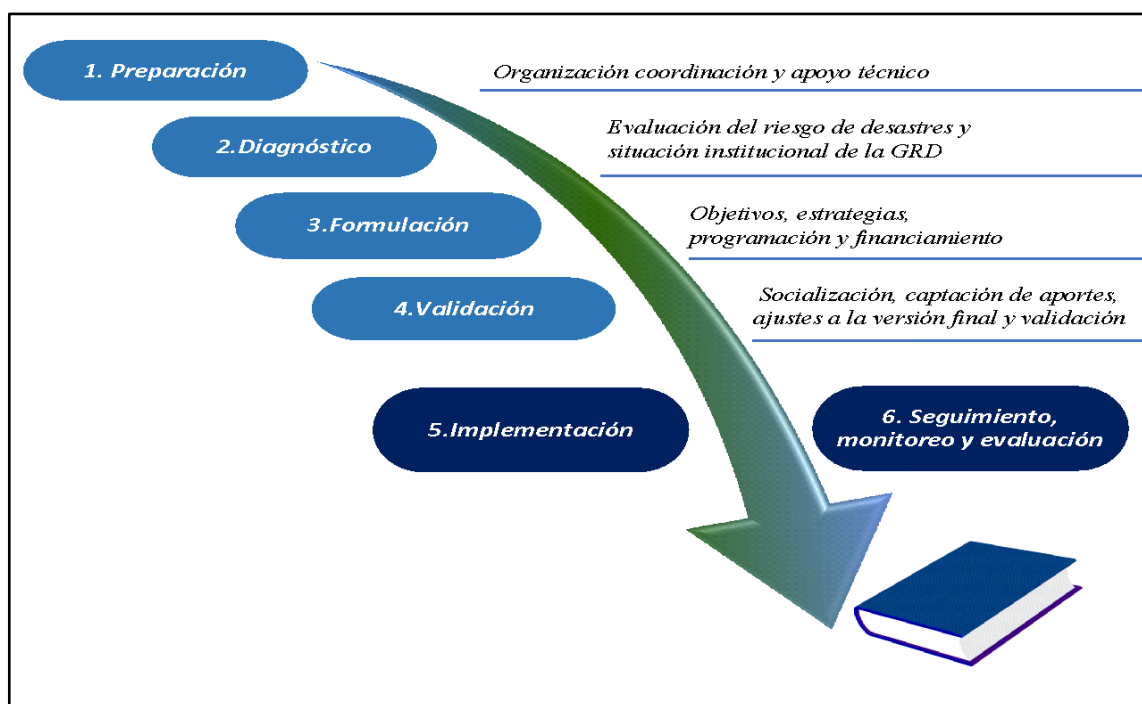 1. Preparación
Organización coordinación y apoyo técnico
2.Diagnóstico
Evaluación del riesgo de desastres y
situación institucional de la GRD
3.Formulación
Objetivos, estrategias,
programación y financiamiento
4.Validación
Socialización, captación de aportes,
ajustes a la versión final y validación
5.Implementación
6. Seguimiento,
monitoreo y evaluación